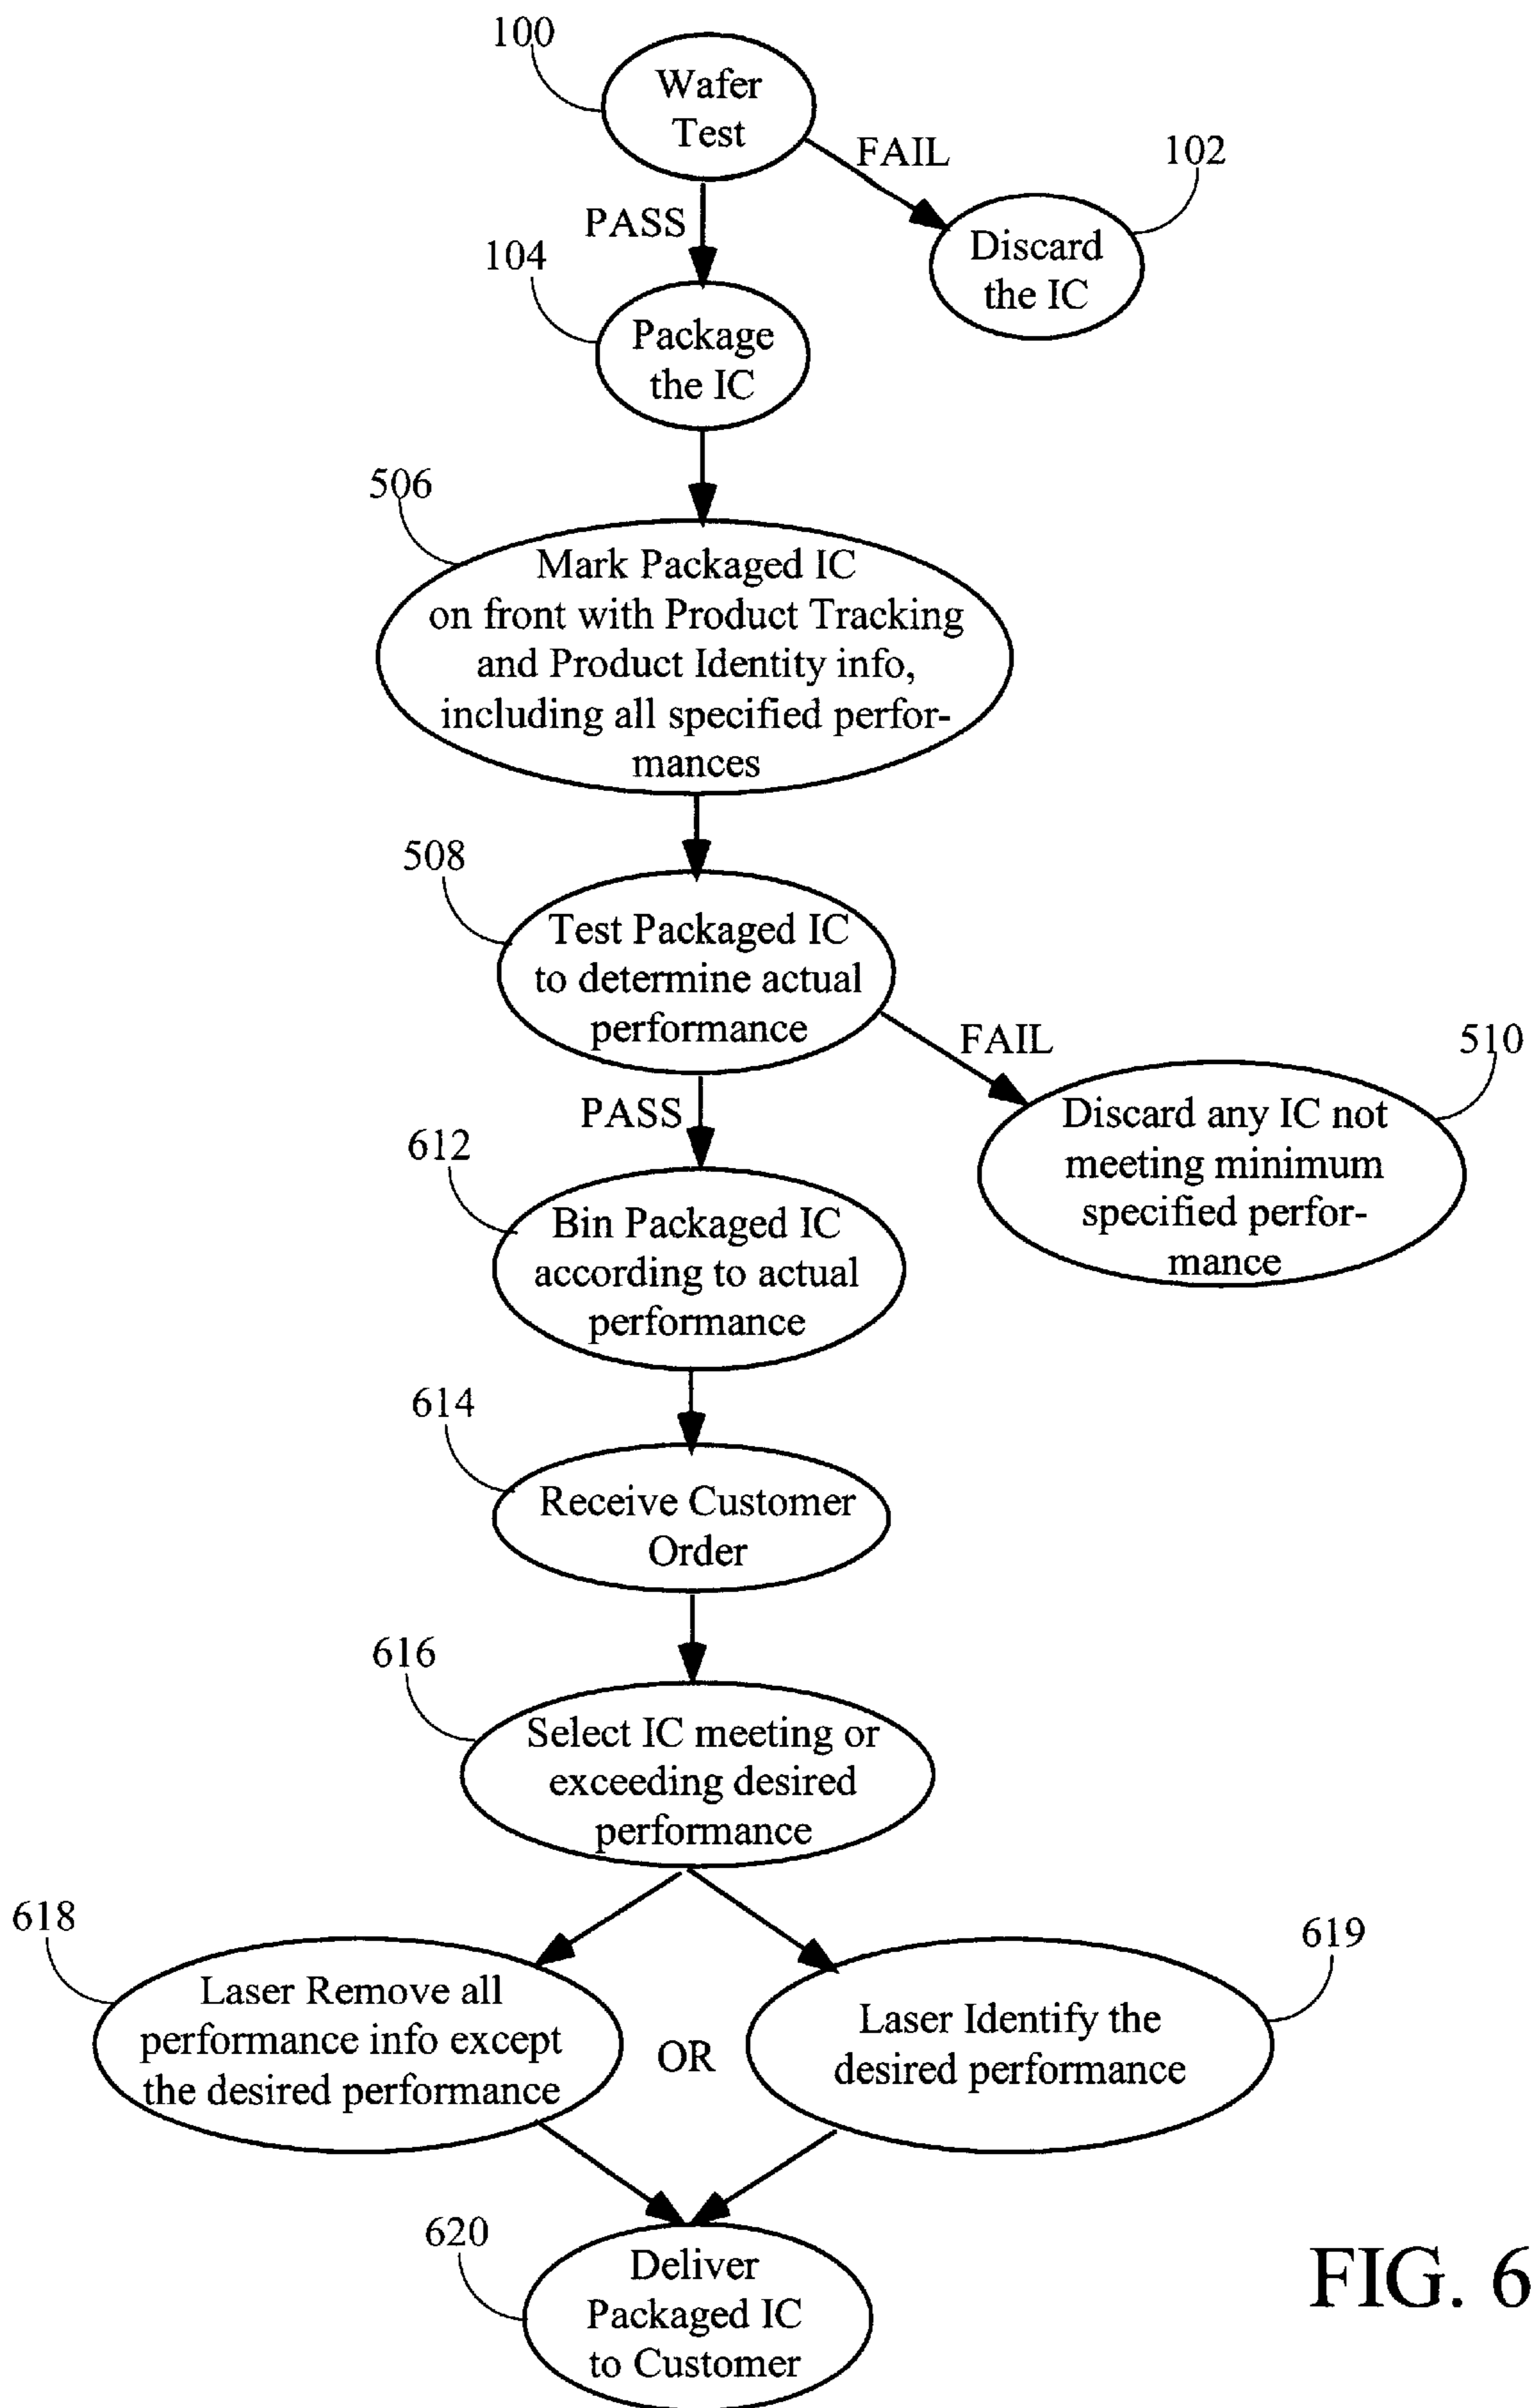 100
Wafer
Test
FAIL
102
PASS
Discard
the IC
104
Package
the IC
506
Mark Packaged IC
on front with Product Tracking
and Product Identity info,
including all specified perfor-
mances
508
Test Packaged IC
to determine actual
performance
FAIL
510
PASS
Discard any IC not
meeting minimum
specified perfor-
mance
612
Bin Packaged IC
according to actual
performance
614
Receive Customer
Order
616
Select IC meeting or
exceeding desired
performance
618
Laser Remove all
performance info except
the desired performance
OR
619
Laser Identify the
desired performance
620
Deliver
Packaged IC
to Customer
FIG. 6